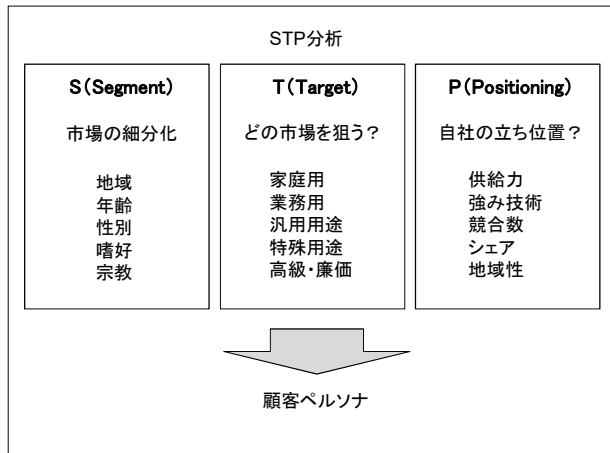 STP分析
S(Segment)
市場の細分化
地域
年齢
性別
嗜好
宗教
T(Target)
どの市場を狙う?
家庭用
業務用
汎用用途
特殊用途
高級・廉価
P(Positioning)
自社の立ち位置?
供給力
強み技術
競合数
シェア
地域性
顧客ペルソナ